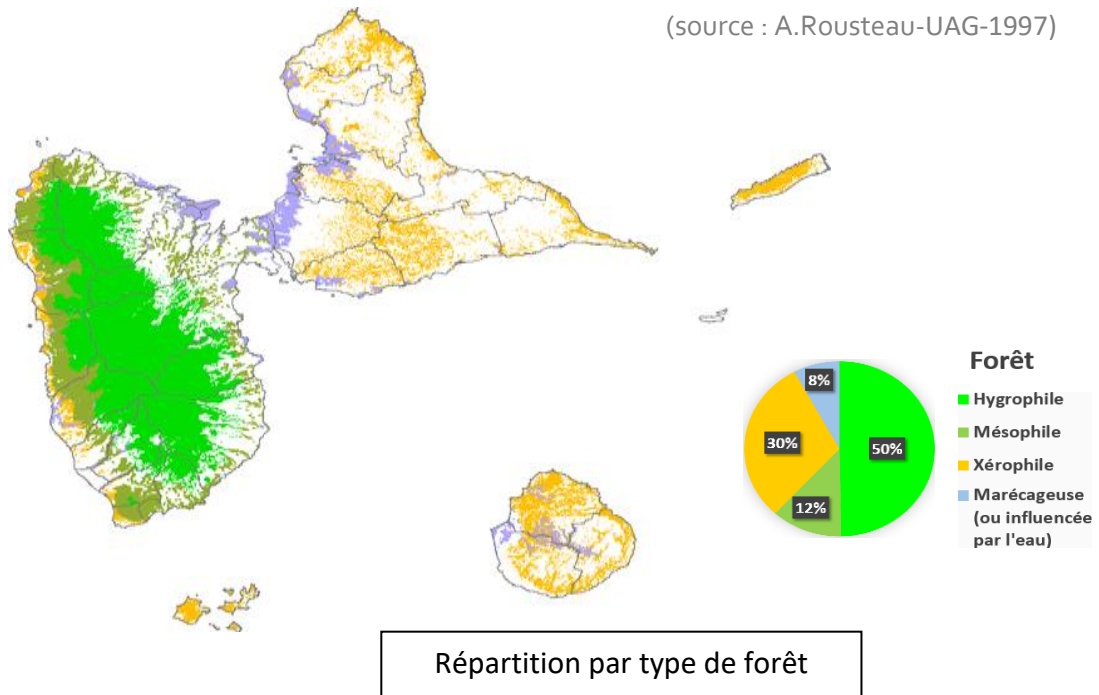 (source : A.Rousteau-UAG-1997)
Forêt
Hygrophile
Mésophile
Xérophile
Marécageuse
(ou influencée
par l'eau)
8%
30%
50%
12%
Répartition par type de forêt